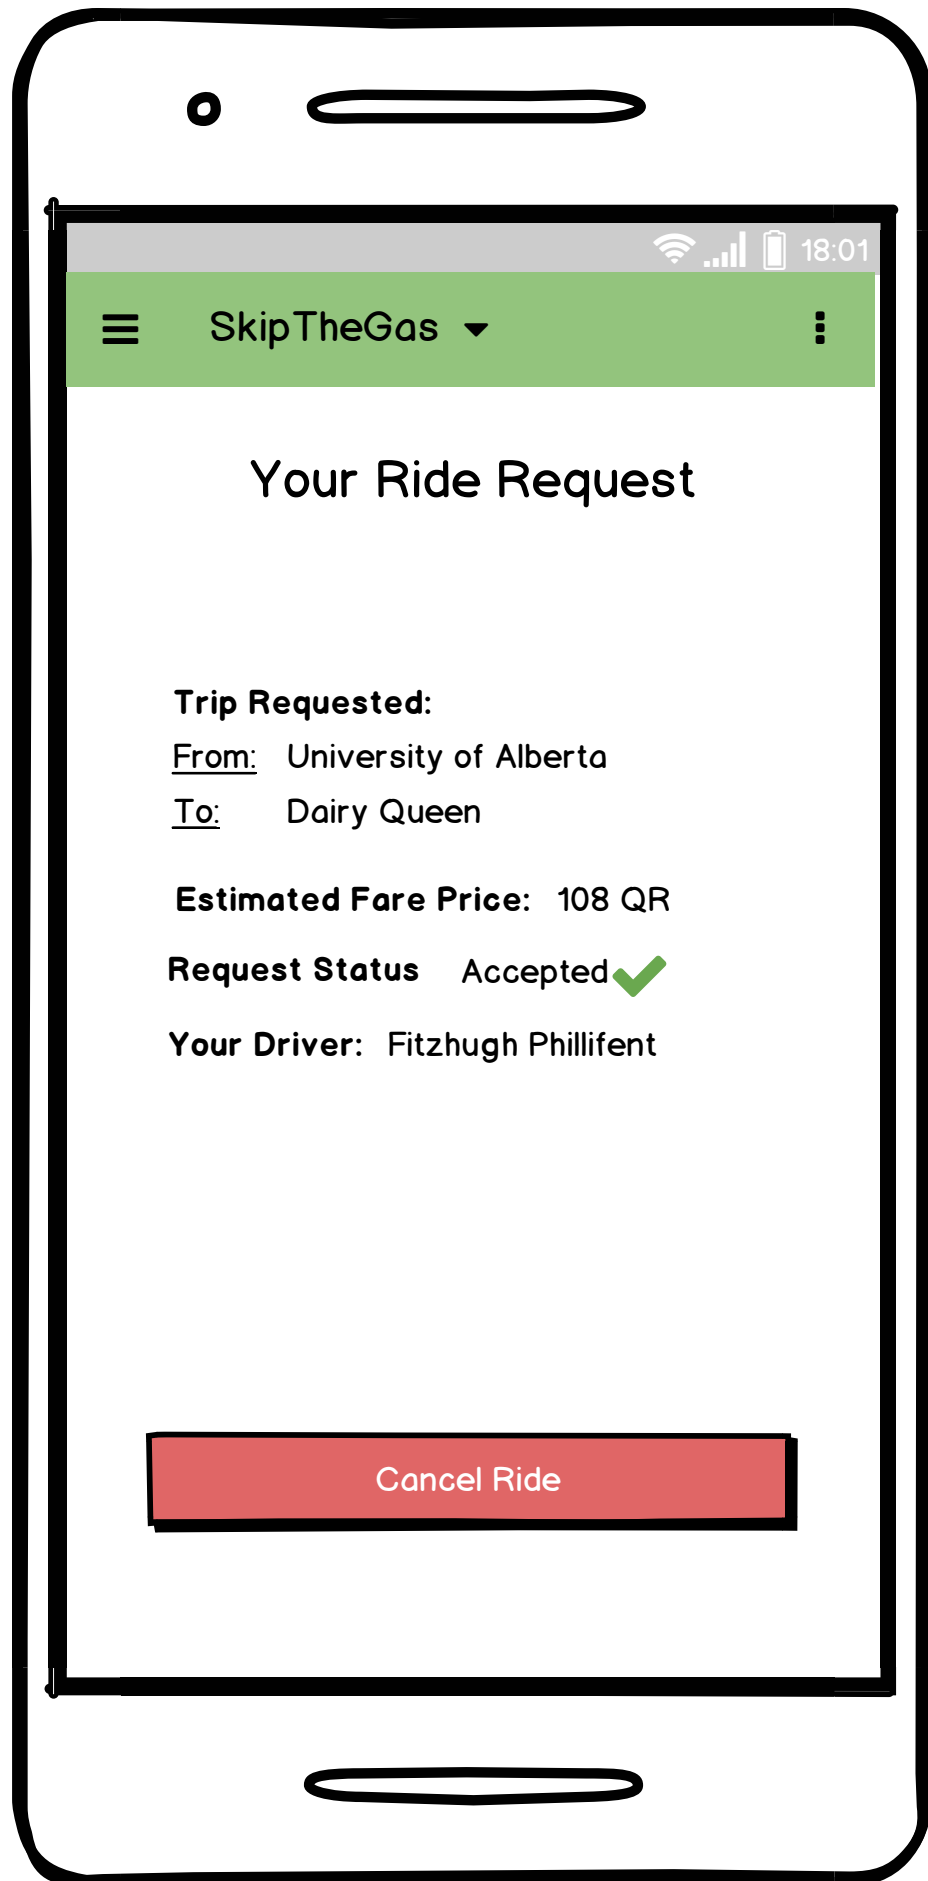 18:01
SkipTheGas
Your Ride Request
Trip Requested:
From: University of Alberta
To: Dairy Queen
Estimated Fare Price: 108 QR
Request Status Accepted
Your Driver: Fitzhugh Phillifent
Cancel Ride